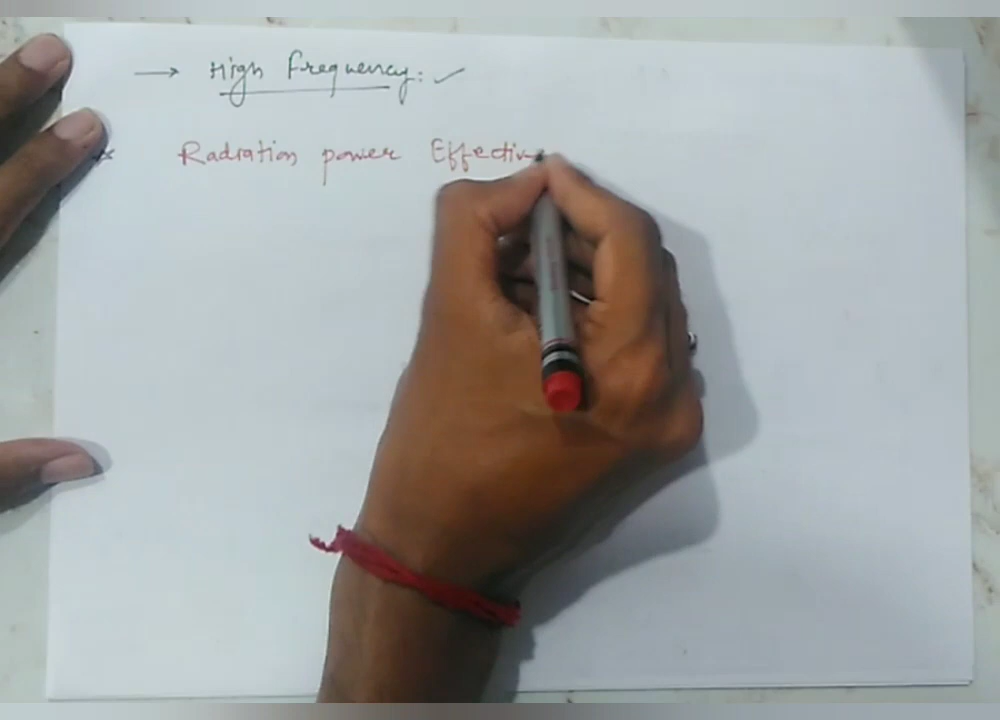 → High frequency: ✓
* Radiation power Effectiv